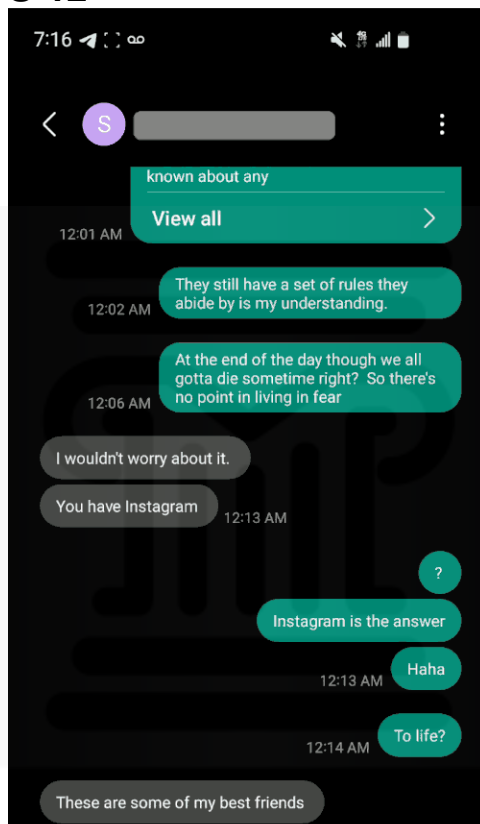 7:16
S
known about any
View all
12:01 AM
They still have a set of rules they
abide by is my understanding.
12:02 AM
At the end of the day though we all
gotta die sometime right? So there's
no point in living in fear
12:06 AM
I wouldn't worry about it.
You have Instagram
12:13 AM
?
Instagram is the answer
Haha
12:13 AM
To life?
12:14 AM
These are some of my best friends